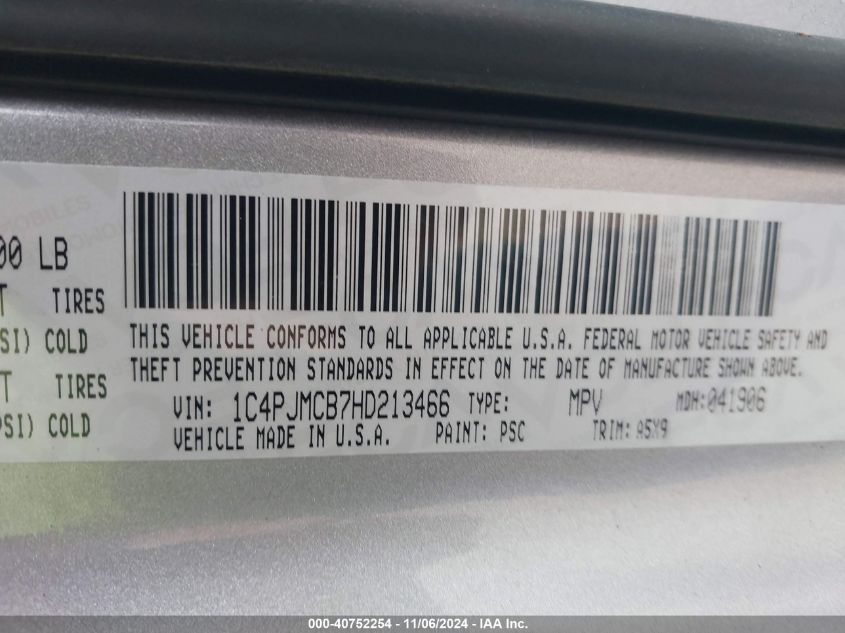 00 LB
TIRES
SI) COLD
TIRES
PSI) COLD
THIS VEHICLE CONFORMS TO ALL APPLICABLE U.S.A. FEDERAL MOTOR VEHICLE SAFETY AND
THEFT PREVENTION STANDARDS IN EFFECT ON THE DATE OF MANUFACTURE SHOWN ABOVE.
VIN: 1C4PJMCB7HD213466 TYPE: MPV MDH:041906
VEHICLE MADE IN U.S.A. PAINT: PSC TRIM: A5X9
000-40752254 - 11/06/2024 - IAA Inc.